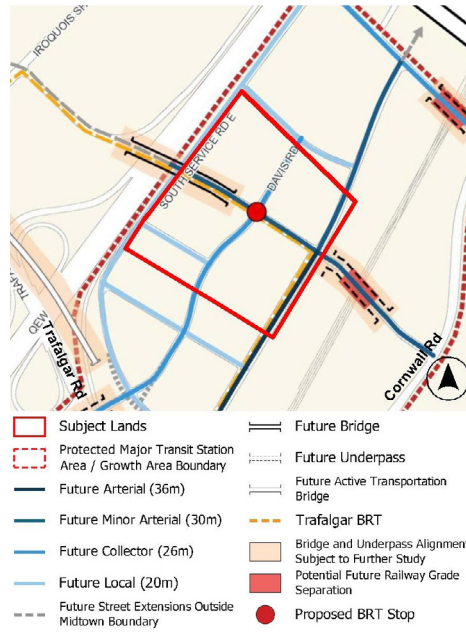 IROQUOIS SH
SOUTH SERVICE RD E
DAVIS RD
TRAF
QEW
Trafalgar Rd
Cornwall Rd
Subject Lands
Protected Major Transit Station
Area / Growth Area Boundary
Future Arterial (36m)
Future Minor Arterial (30m)
Future Collector (26m)
Future Local (20m)
Future Street Extensions Outside
Midtown Boundary
Future Bridge
Future Underpass
Future Active Transportation
Bridge
Trafalgar BRT
Bridge and Underpass Alignment
Subject to Further Study
Potential Future Railway Grade
Separation
Proposed BRT Stop